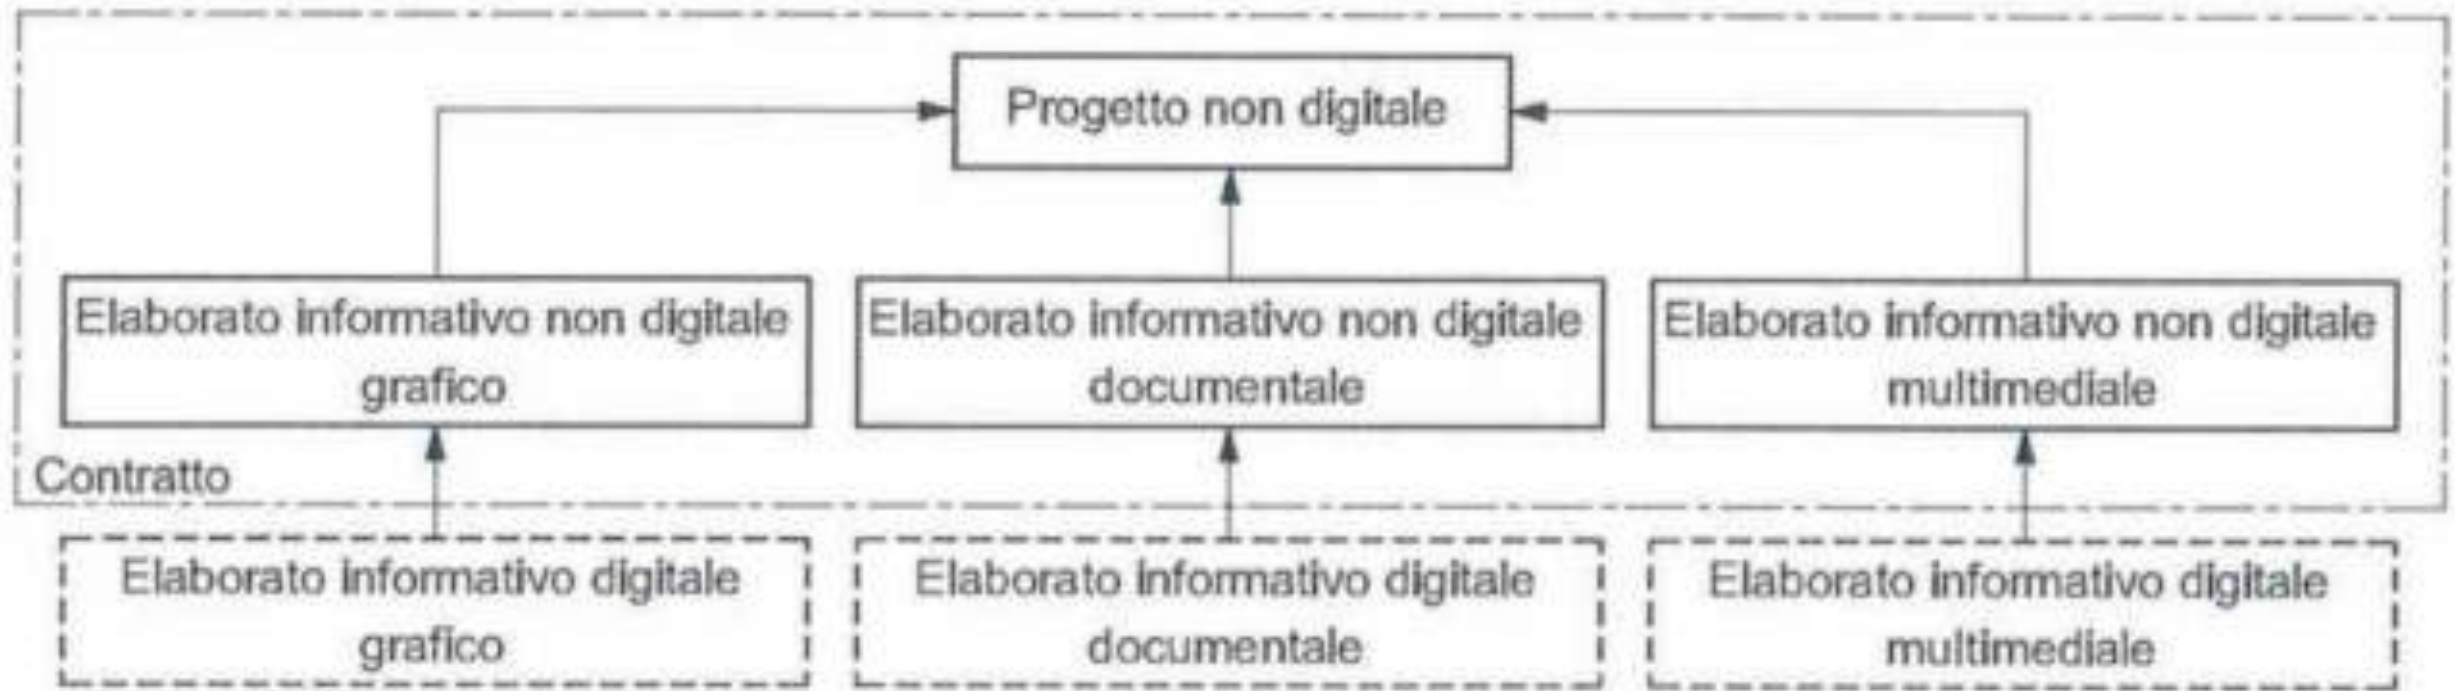 Progetto non digitale
Elaborato informativo non digitale
grafico
Elaborato informativo non digitale
documentale
Elaborato informativo non digitale
multimediale
Contratto
Elaborato informativo digitale
grafico
Elaborato informativo digitale
documentale
Elaborato informativo digitale
multimediale